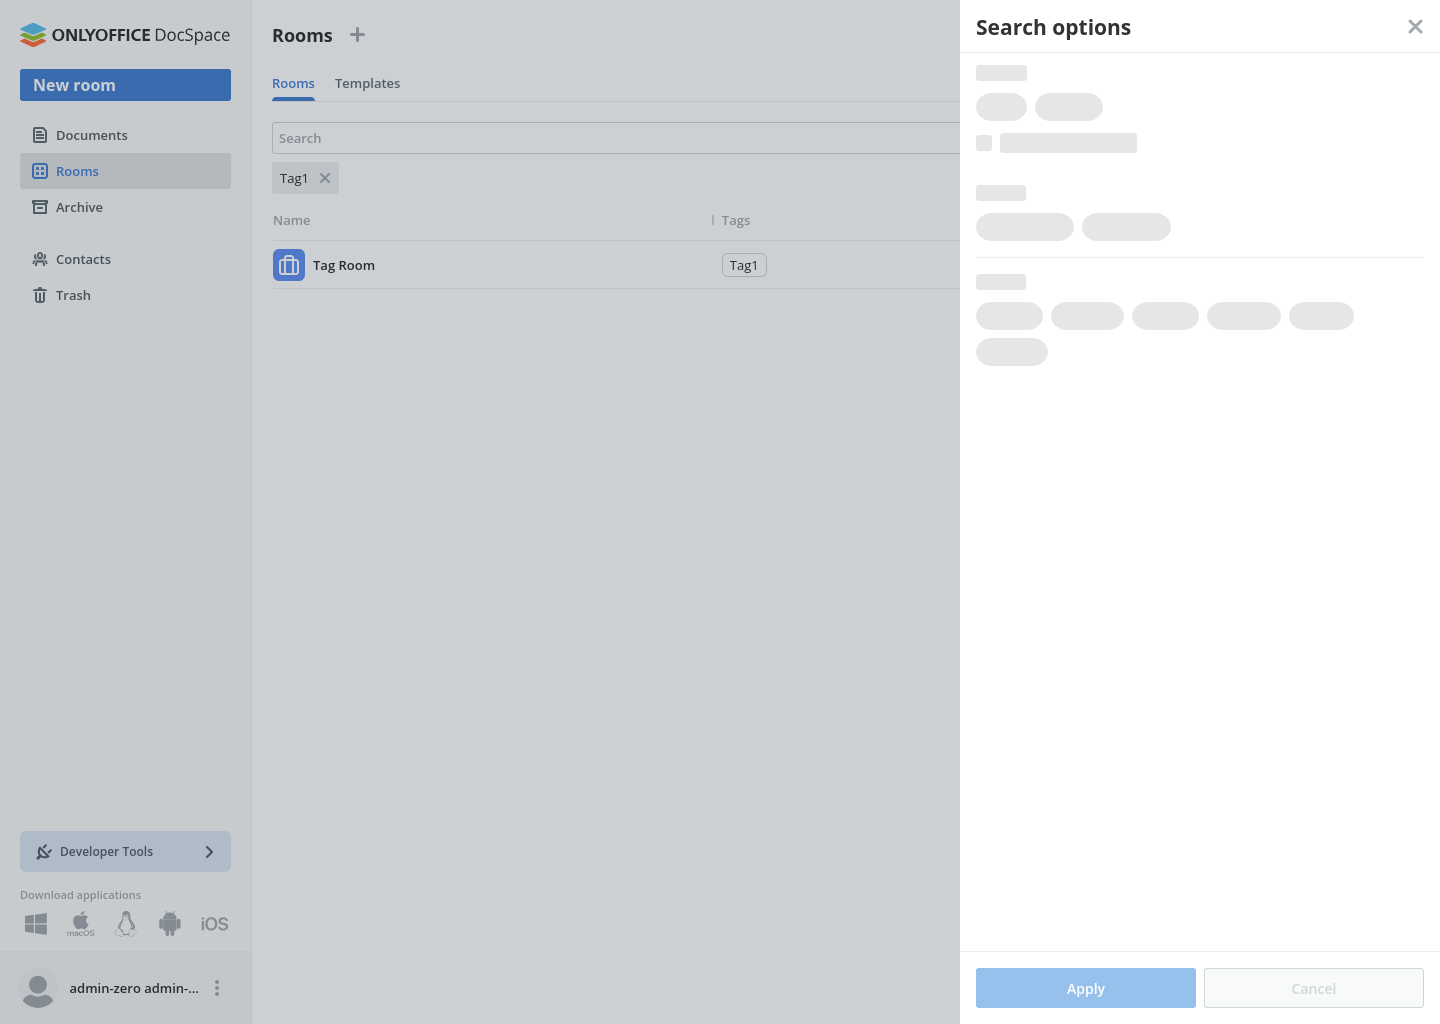 ONLYOFFICE DocSpace
New room
Documents
Rooms
Archive
Contacts
Trash
Developer Tools
Download applications
macOS
iOS
admin-zero admin-...
Rooms
Rooms Templates
Search
Tag1
Name Tags
Tag Room Tag1
Search options
Apply Cancel